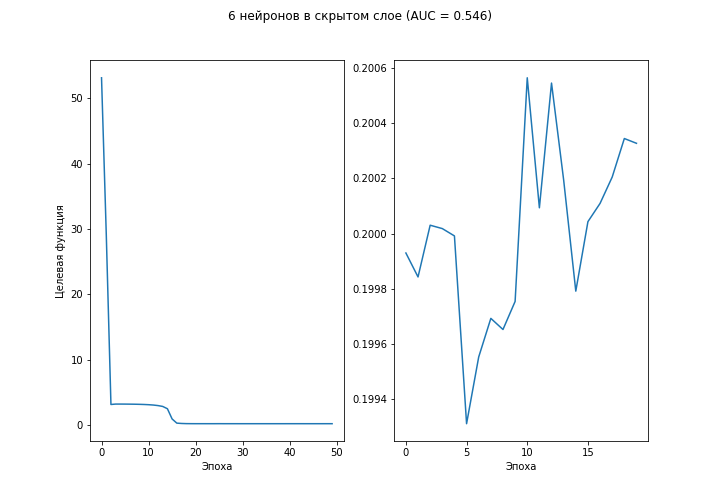 6 нейронов в скрытом слое (AUC = 0.546)
Целевая функция
50
40
30
20
10
0
0 10 20 30 40 50
Эпоха
0.2006
0.2004
0.2002
0.2000
0.1998
0.1996
0.1994
0 5 10 15
Эпоха